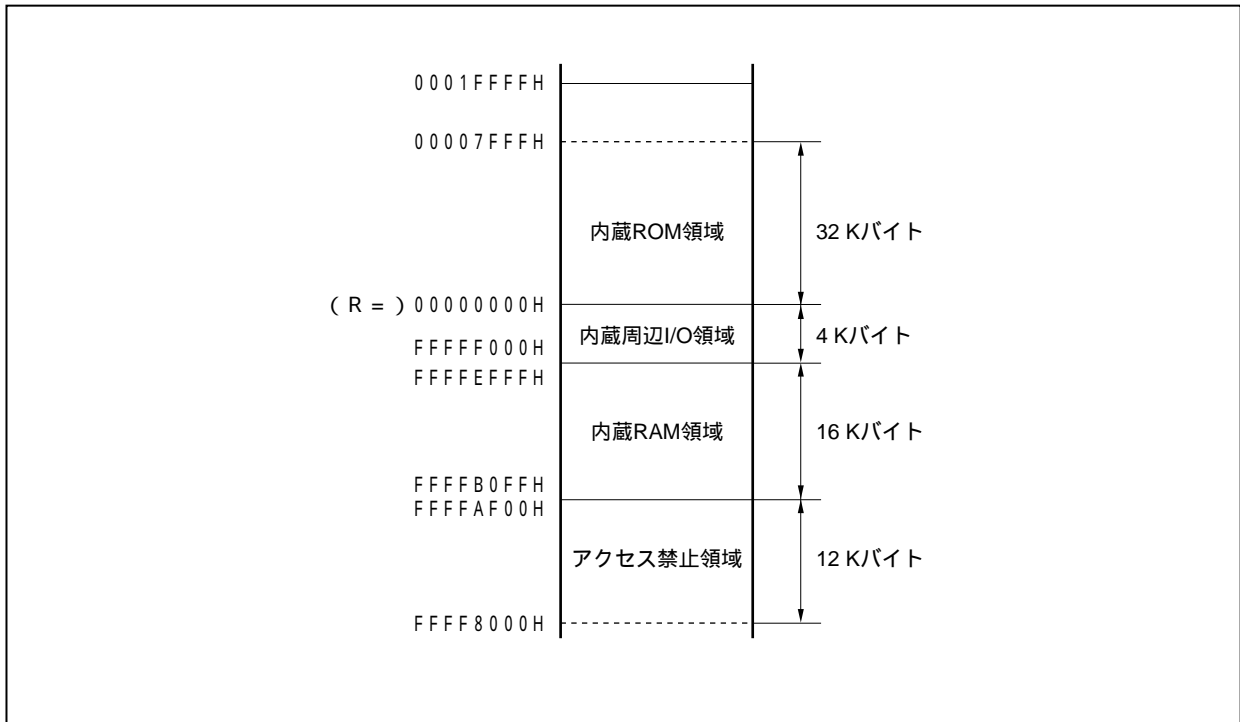 0001FFFFH
00007FFFH
内蔵ROM領域 32 Kバイト
(R=)00000000H
内蔵周辺I/O領域 4 Kバイト
FFFFF000H
FFFFEFFFH
内蔵RAM領域 16 Kバイト
FFFFB0FFH
FFFFAF00H
アクセス禁止領域 12 Kバイト
FFFF8000H